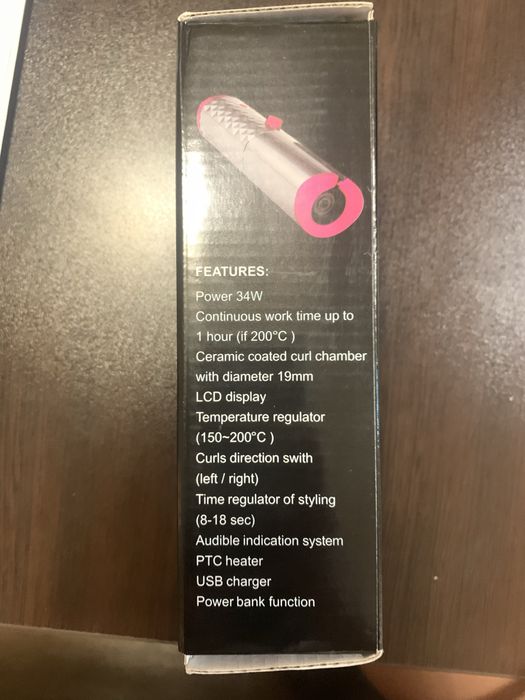 FEATURES:
Power 34W
Continuous work time up to
1 hour (if 200°C )
Ceramic coated curl chamber
with diameter 19mm
LCD display
Temperature regulator
(150~200°C )
Curls direction swith
(left / right)
Time regulator of styling
(8-18 sec)
Audible indication system
PTC heater
USB charger
Power bank function